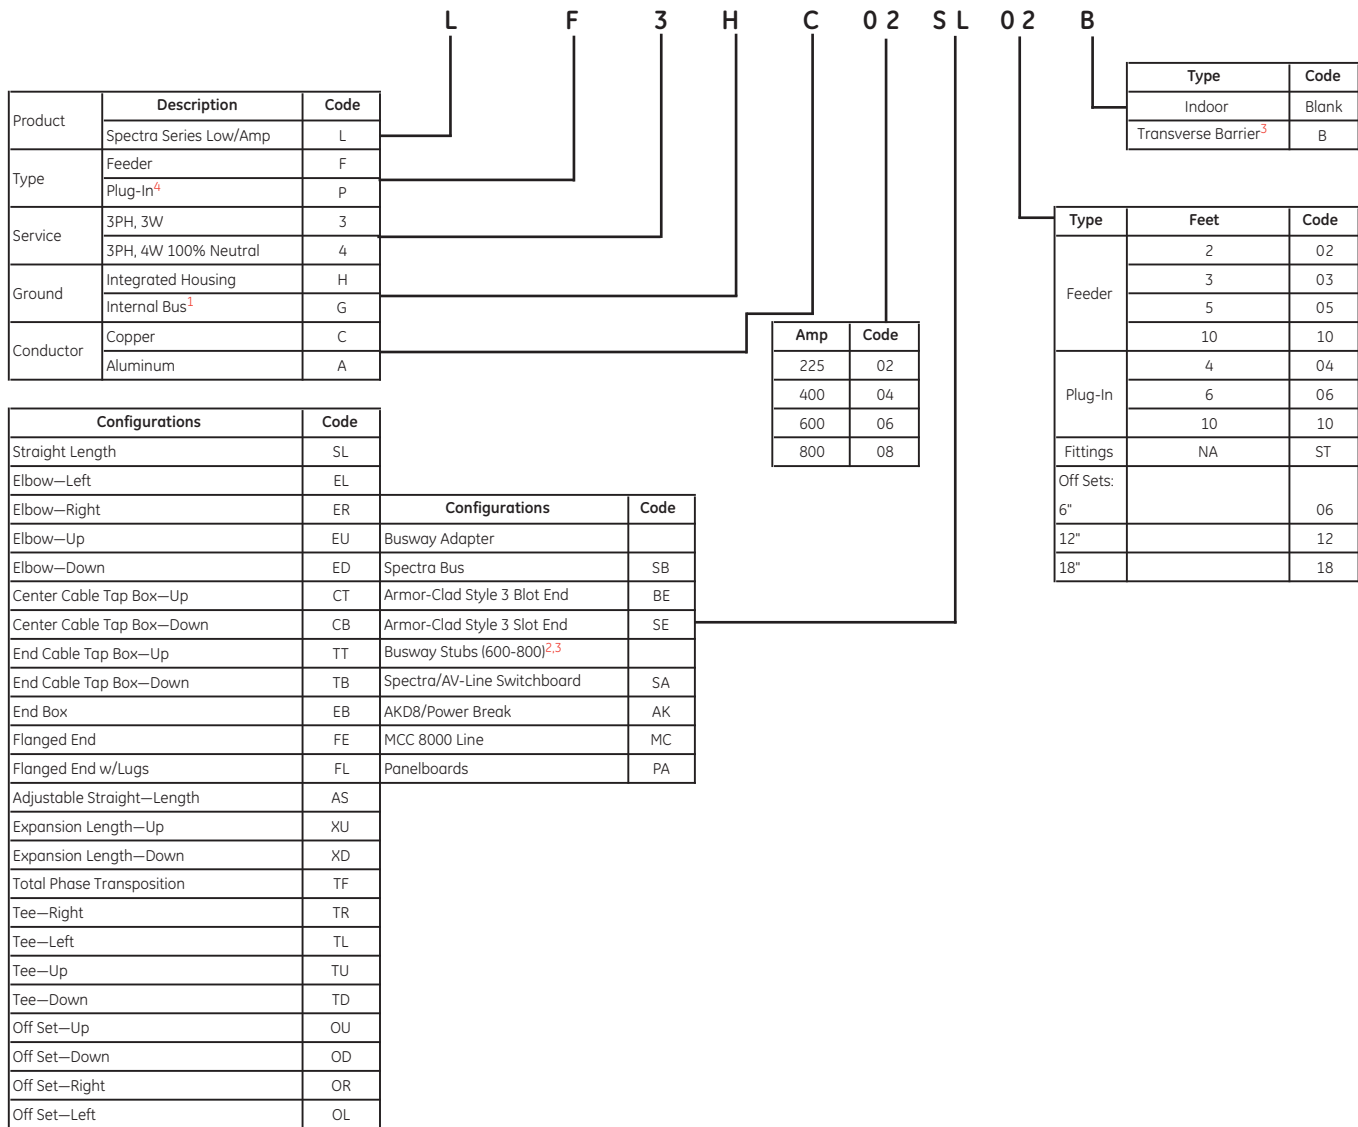 L F 3 H C 0 2 S L 0 2 B
Product Description Code
Spectra Series Low/Amp L
Type Feeder F
Plug-In4 P
Service 3PH, 3W 3
3PH, 4W 100% Neutral 4
Ground Integrated Housing H
Internal Bus1 G
Conductor Copper C
Aluminum A
Type Code
Indoor Blank
Transverse Barrier3 B
Type Feet Code
Feeder 2 02
3 03
5 05
10 10
Plug-In 4 04
6 06
10 10
Fittings NA ST
Off Sets:
6" 06
12" 12
18" 18
Amp Code
225 02
400 04
600 06
800 08
Configurations Code
Straight Length SL
Elbow—Left EL
Elbow—Right ER
Elbow—Up EU
Elbow—Down ED
Center Cable Tap Box—Up CT
Center Cable Tap Box—Down CB
End Cable Tap Box—Up TT
End Cable Tap Box—Down TB
End Box EB
Flanged End FE
Flanged End w/Lugs FL
Adjustable Straight—Length AS
Expansion Length—Up XU
Expansion Length—Down XD
Total Phase Transposition TF
Tee—Right TR
Tee—Left TL
Tee—Up TU
Tee—Down TD
Off Set—Up OU
Off Set—Down OD
Off Set—Right OR
Off Set—Left OL
Configurations Code
Busway Adapter
Spectra Bus SB
Armor-Clad Style 3 Blot End BE
Armor-Clad Style 3 Slot End SE
Busway Stubs (600-800)2,3
Spectra/AV-Line Switchboard SA
AKD8/Power Break AK
MCC 8000 Line MC
Panelboards PA